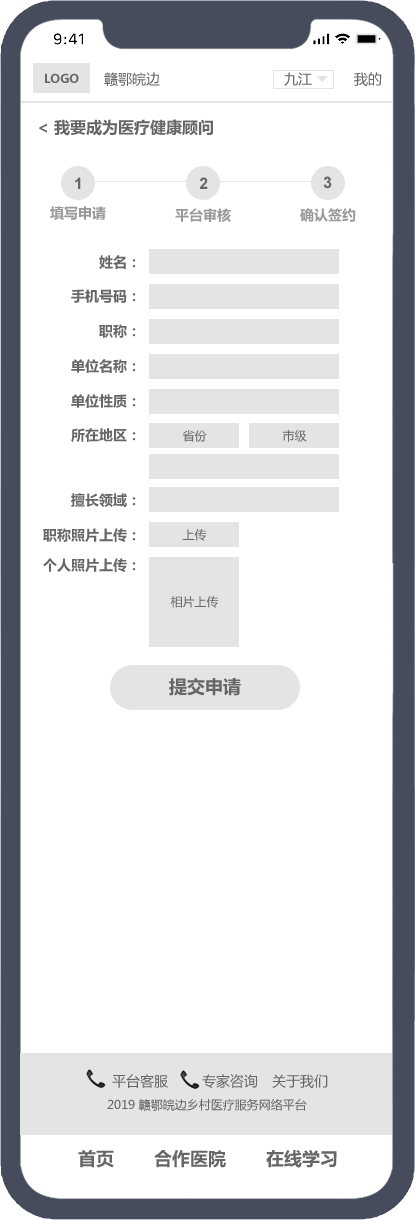 9:41
LOGO 赣鄂皖边 九江 我的
< 我要成为医疗健康顾问
1 2 3
填写申请 平台审核 确认签约
姓名：
手机号码：
职称：
单位名称：
单位性质：
所在地区： 省份 市级
擅长领域：
职称照片上传： 上传
个人照片上传：
相片上传
提交申请
平台客服 专家咨询 关于我们
2019 赣鄂皖边乡村医疗服务网络平台
首页 合作医院 在线学习